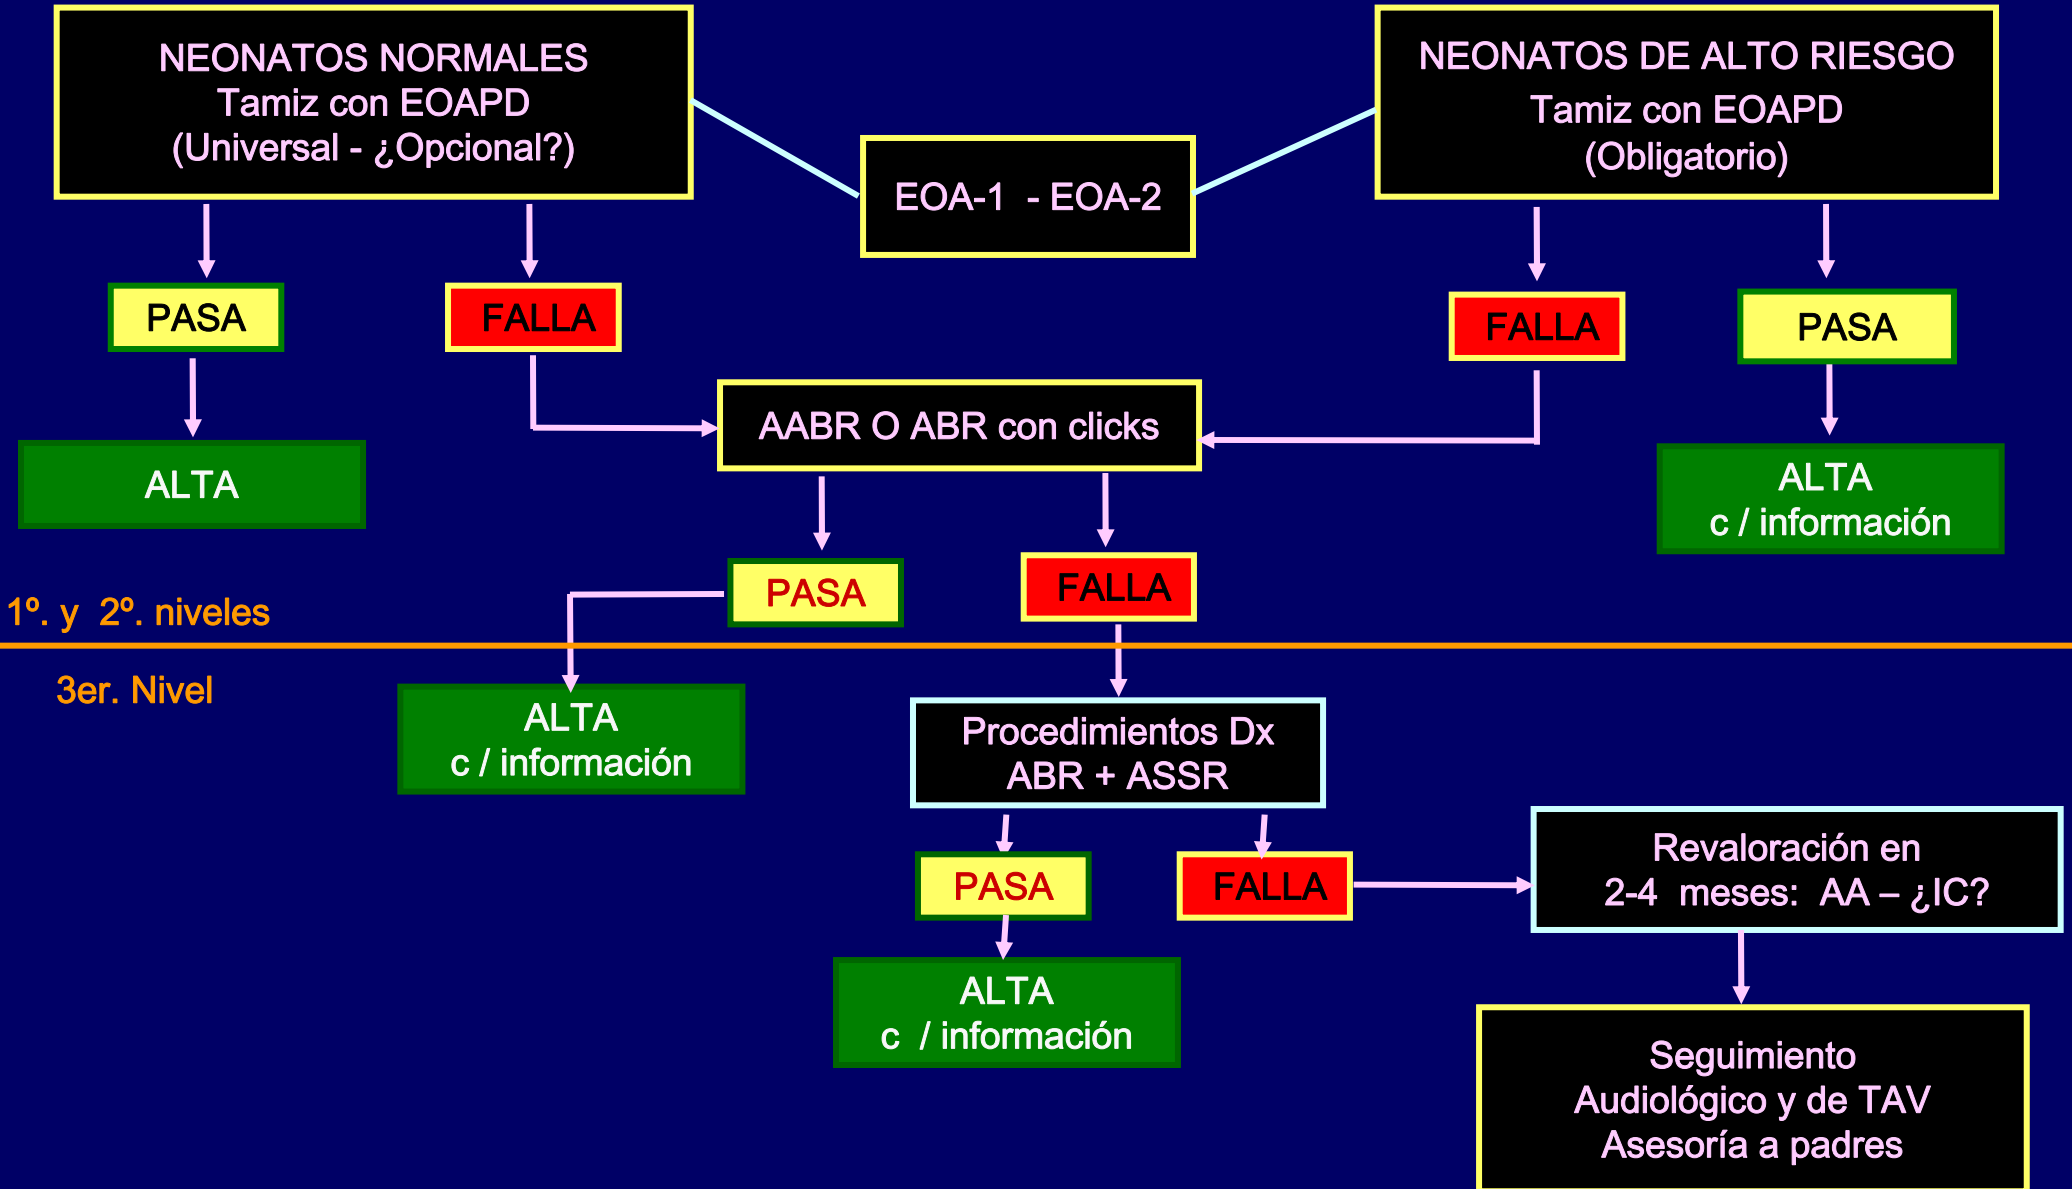 NEONATOS NORMALES
Tamiz con EOAPD
(Universal - ¿Opcional?)
NEONATOS DE ALTO RIESGO
Tamiz con EOAPD
(Obligatorio)
EOA-1 - EOA-2
PASA
FALLA
FALLA
PASA
AABR O ABR con clicks
ALTA
ALTA
c / información
PASA
FALLA
1º. y 2º. niveles
3er. Nivel
ALTA
c / información
Procedimientos Dx
ABR + ASSR
PASA
FALLA
Revaloración en
2-4 meses: AA – ¿IC?
ALTA
c / información
Seguimiento
Audiológico y de TAV
Asesoría a padres